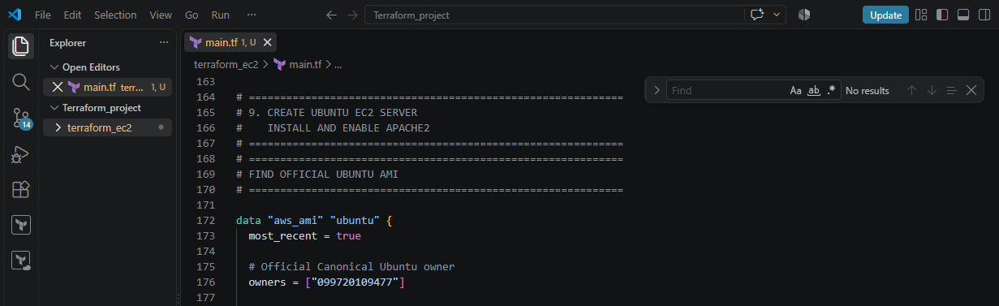 File Edit Selection View Go Run ··· Terraform_project Update
Explorer ···
Open Editors
main.tf terr... 1, U
Terraform_project
terraform_ec2
14
main.tf 1, U
terraform_ec2 > main.tf > ...
Find Aa ab .* No results
163
164 # ============================================================
165 # 9. CREATE UBUNTU EC2 SERVER
166 #    INSTALL AND ENABLE APACHE2
167 # ============================================================
168 # ============================================================
169 # FIND OFFICIAL UBUNTU AMI
170 # ============================================================
171
172 data "aws_ami" "ubuntu" {
173   most_recent = true
174
175   # Official Canonical Ubuntu owner
176   owners = ["099720109477"]
177